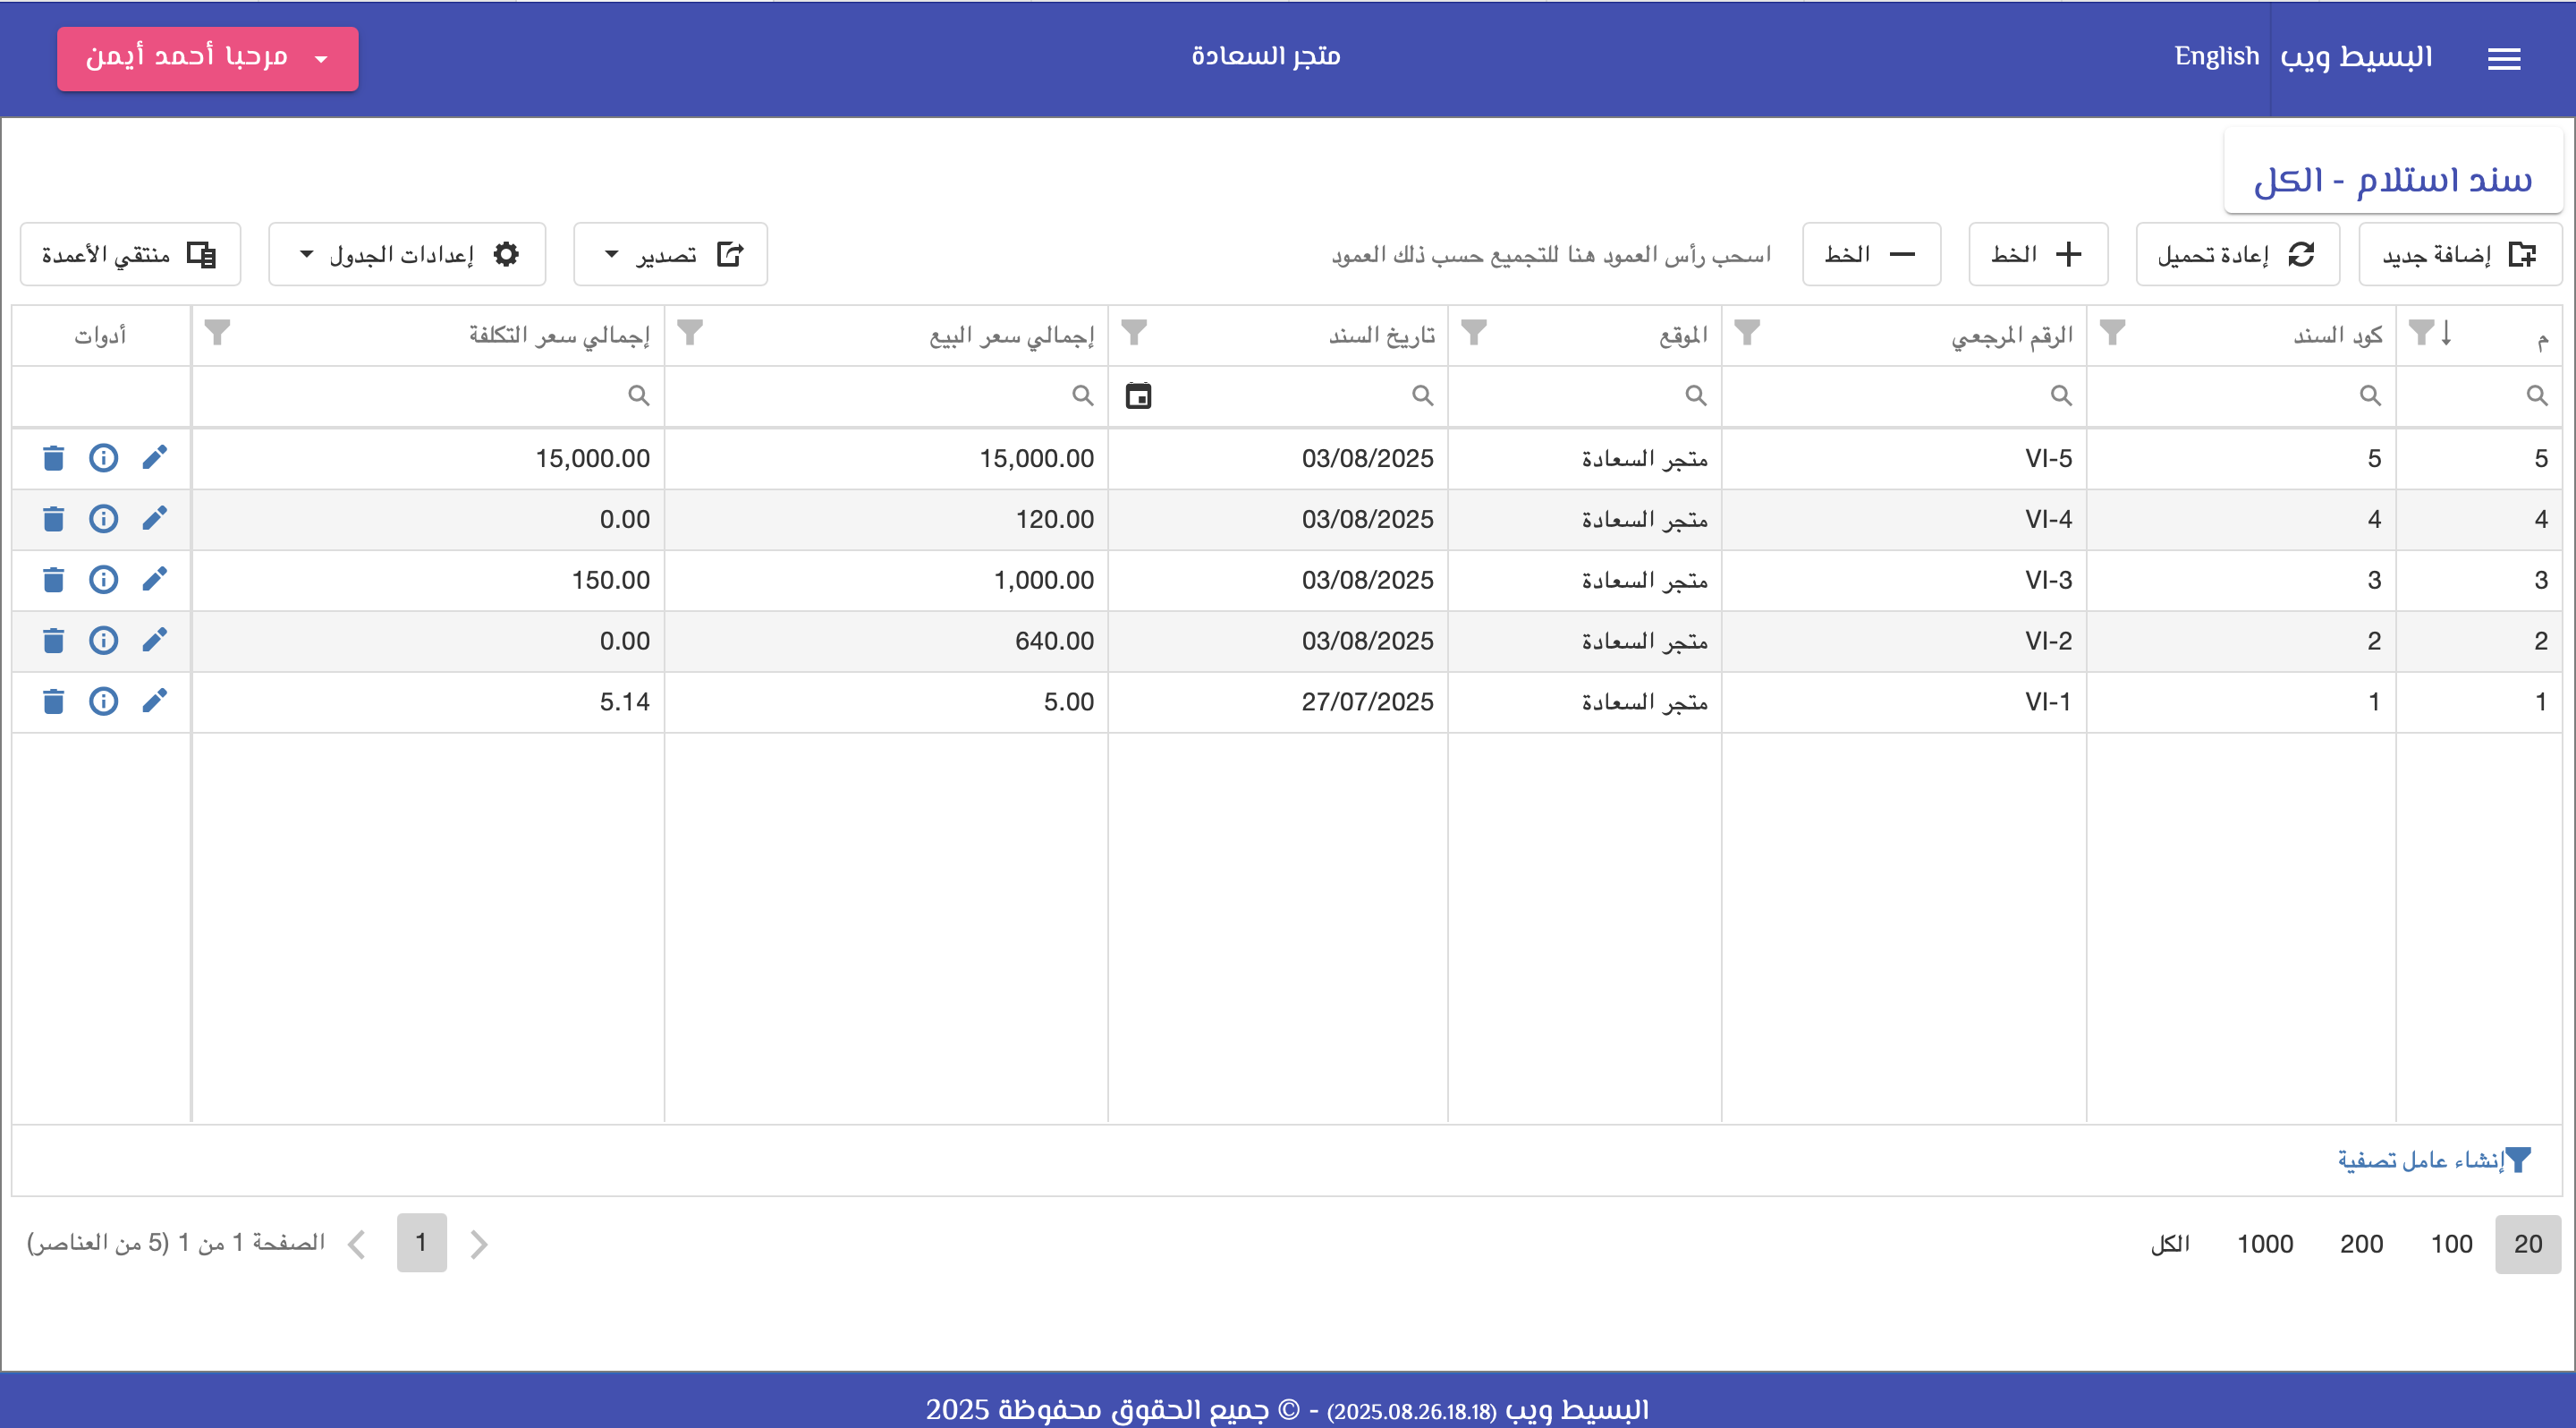 البسيط ويب English متجر السعادة مرحبا أحمد أيمن
سند استلام - الكل
إضافة جديد إعادة تحميل الخط الخط اسحب رأس العمود هنا للتجميع حسب ذلك العمود تصدير إعدادات الجدول منتقي الأعمدة
م كود السند الرقم المرجعي الموقع تاريخ السند إجمالي سعر البيع إجمالي سعر التكلفة أدوات
5 5 VI-5 متجر السعادة 03/08/2025 15,000.00 15,000.00
4 4 VI-4 متجر السعادة 03/08/2025 120.00 0.00
3 3 VI-3 متجر السعادة 03/08/2025 1,000.00 150.00
2 2 VI-2 متجر السعادة 03/08/2025 640.00 0.00
1 1 VI-1 متجر السعادة 27/07/2025 5.00 5.14
إنشاء عامل تصفية
20 100 200 1000 الكل 1 الصفحة 1 من 1 (5 من العناصر)
البسيط ويب (2025.08.26.18.18) - © جميع الحقوق محفوظة 2025